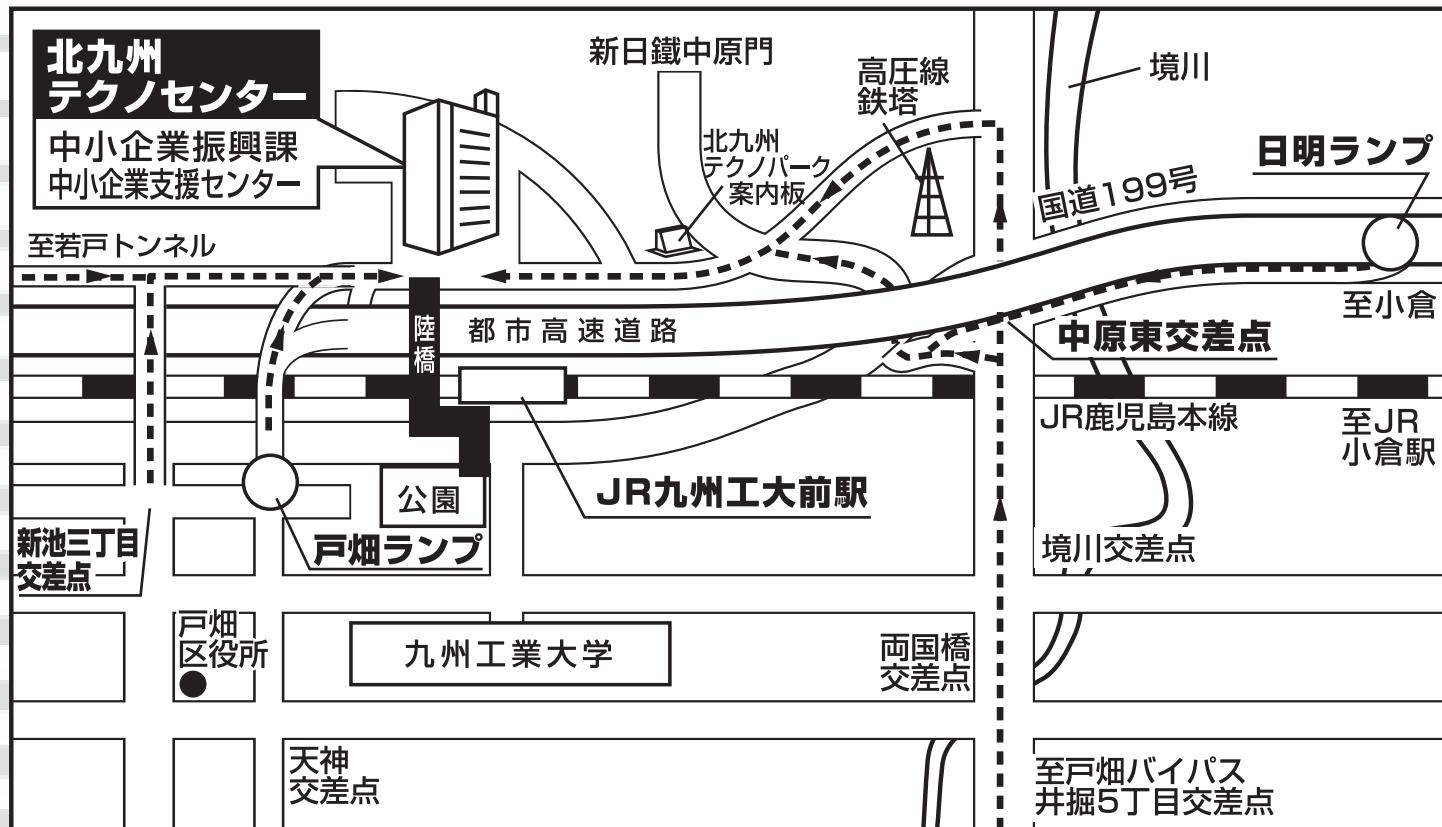 北九州
テクノセンター
中小企業振興課
中小企業支援センター
新日鐵中原門
高圧線
鉄塔
境川
北九州
テクノパーク
案内板
日明ランプ
国道199号
至若戸トンネル
至小倉
陸橋
都市高速道路
中原東交差点
JR鹿児島本線
至JR
小倉駅
JR九州工大前駅
公園
戸畑ランプ
新池三丁目
交差点
境川交差点
戸畑
区役所
九州工業大学
両国橋
交差点
天神
交差点
至戸畑バイパス
井掘5丁目交差点